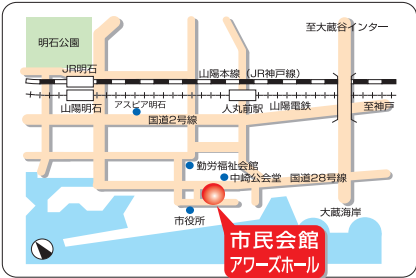 至大蔵谷インター
明石公園
JR明石
山陽本線(JR神戸線)
山陽明石
アスピア明石
人丸前駅
山陽電鉄
至神戸
国道2号線
勤労福祉会館
中崎公会堂
国道28号線
市役所
大蔵海岸
市民会館
アワーズホール